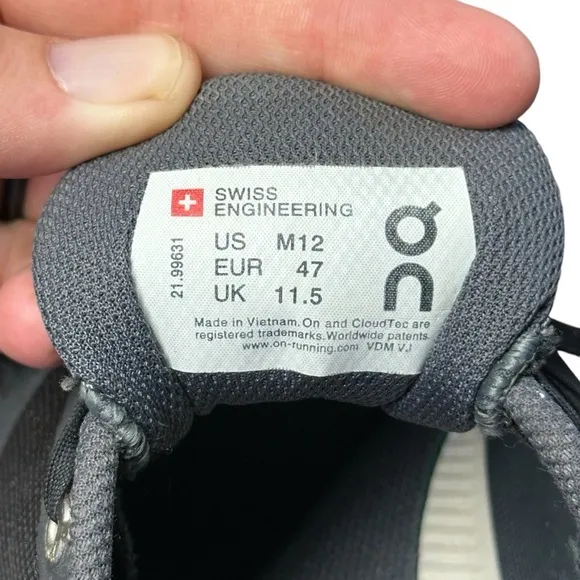 SWISS
ENGINEERING
21.99631
US M12
EUR 47
UK 11.5
Made in Vietnam. On and CloudTec are
registered trademarks. Worldwide patents.
www.on-running.com VDM VJ